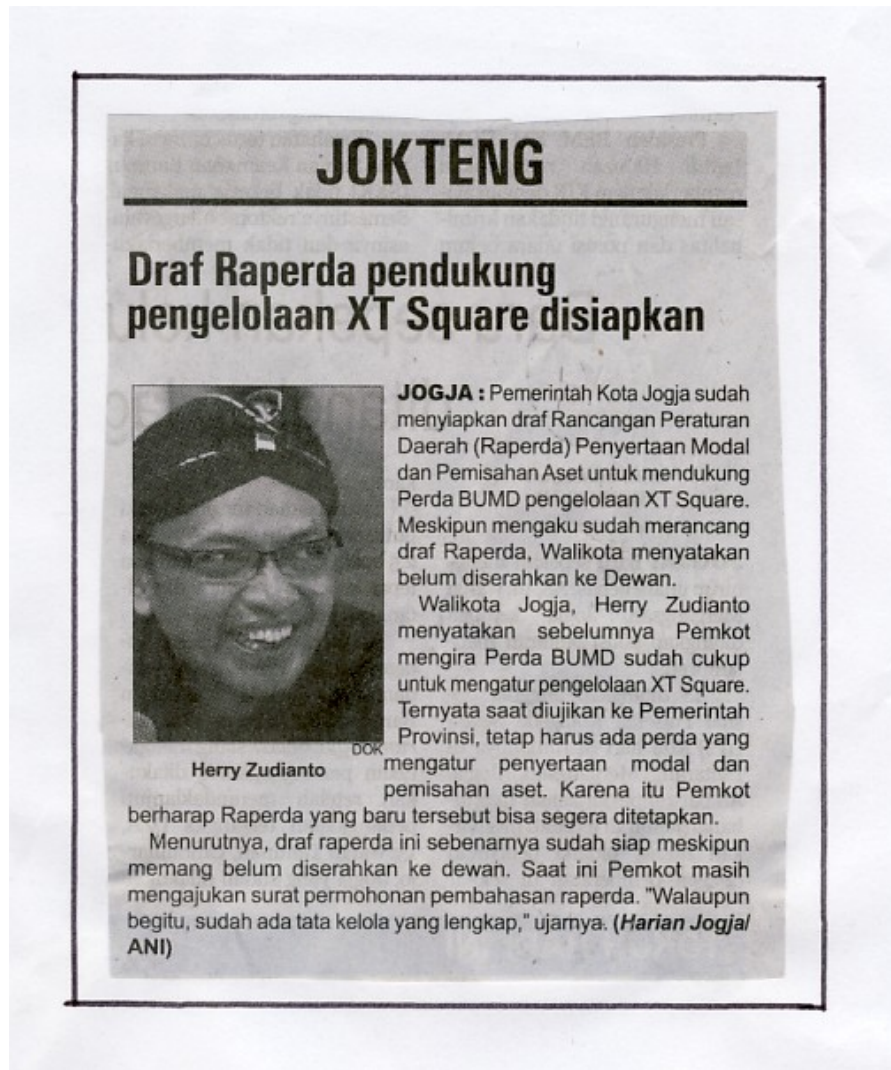 JOKTENG
Draf Raperda pendukung
pengelolaan XT Square disiapkan
JOGJA : Pemerintah Kota Jogja sudah
menyiapkan draf Rancangan Peraturan
Daerah (Raperda) Penyertaan Modal
dan Pemisahan Aset untuk mendukung
Perda BUMD pengelolaan XT Square.
Meskipun mengaku sudah merancang
draf Raperda, Walikota menyatakan
belum diserahkan ke Dewan.
Walikota Jogja, Herry Zudianto
menyatakan sebelumnya Pemkot
mengira Perda BUMD sudah cukup
untuk mengatur pengelolaan XT Square.
Ternyata saat diujikan ke Pemerintah
Provinsi, tetap harus ada perda yang
DOK
Herry Zudianto
mengatur penyertaan modal dan
pemisahan aset. Karena itu Pemkot
berharap Raperda yang baru tersebut bisa segera ditetapkan.
Menurutnya, draf raperda ini sebenarnya sudah siap meskipun
memang belum diserahkan ke dewan. Saat ini Pemkot masih
mengajukan surat permohonan pembahasan raperda. "Walaupun
begitu, sudah ada tata kelola yang lengkap," ujarnya. (Harian Jogja/
ANI)